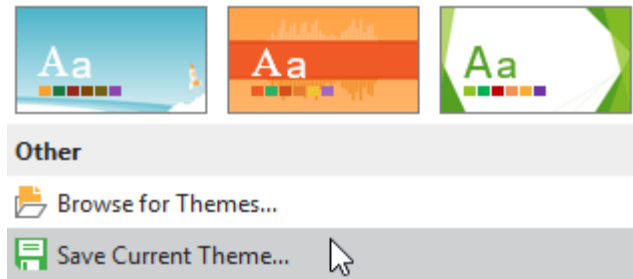 Aa Aa Aa
Other
Browse for Themes...
Save Current Theme...